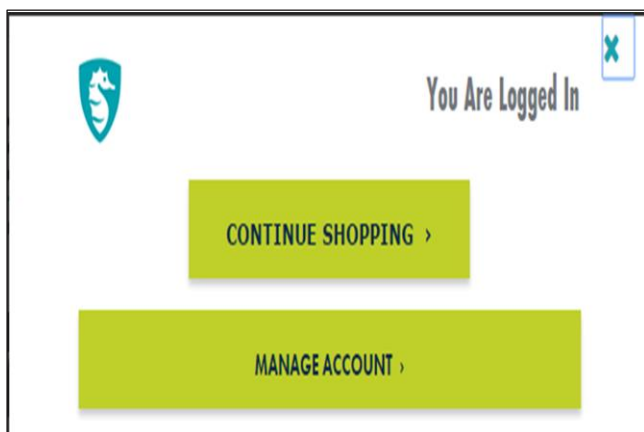 You Are Logged In
CONTINUE SHOPPING ›
MANAGE ACCOUNT ›